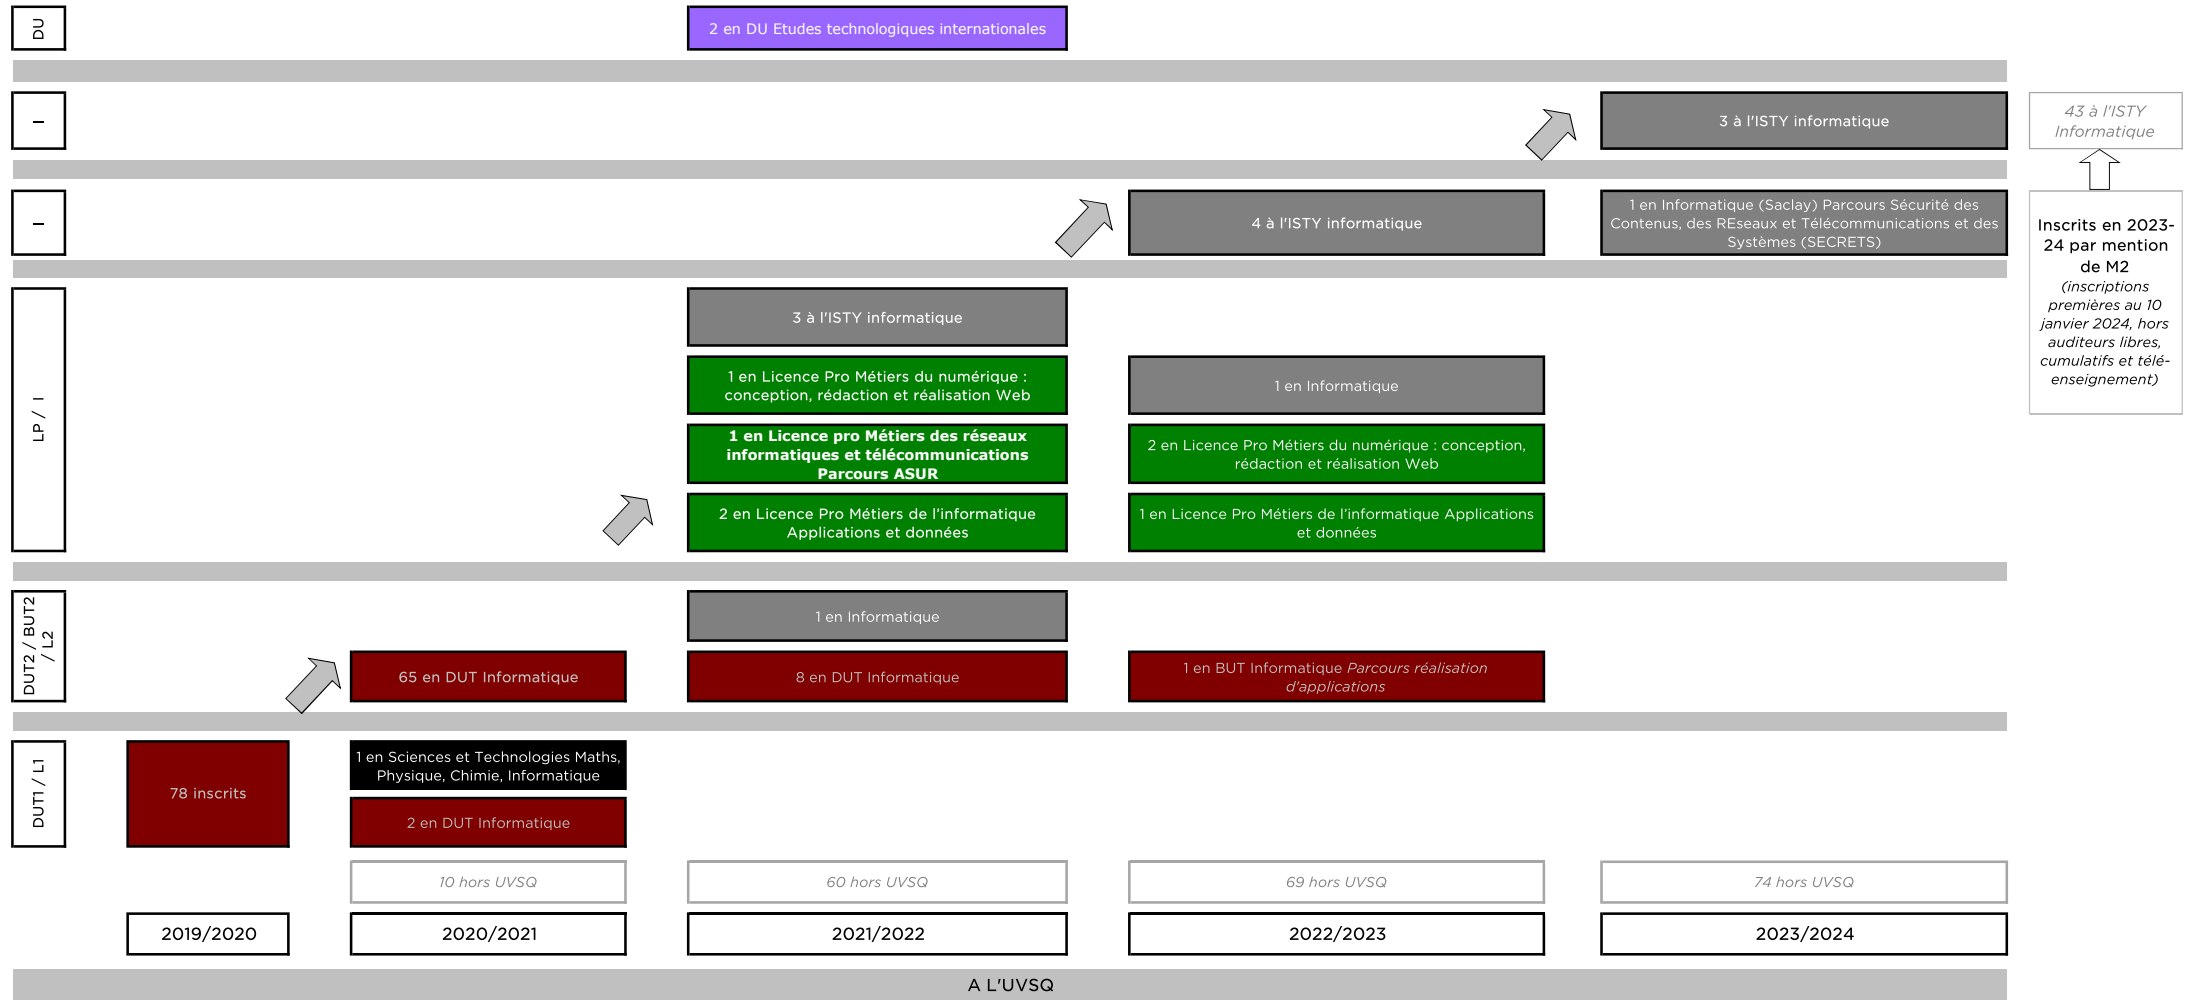 DU
2 en DU Etudes technologiques internationales
I
3 à l'ISTY informatique
43 à l'ISTY
Informatique
I
4 à l'ISTY informatique
1 en Informatique (Saclay) Parcours Sécurité des
Contenus, des REseaux et Télécommunications et des
Systèmes (SECRETS)
Inscrits en 2023-
24 par mention
de M2
(inscriptions
premières au 10
janvier 2024, hors
auditeurs libres,
cumulatifs et télé-
enseignement)
LP / I
3 à l'ISTY informatique
1 en Licence Pro Métiers du numérique :
conception, rédaction et réalisation Web
1 en Informatique
1 en Licence pro Métiers des réseaux
informatiques et télécommunications
Parcours ASUR
2 en Licence Pro Métiers du numérique : conception,
rédaction et réalisation Web
2 en Licence Pro Métiers de l'informatique
Applications et données
1 en Licence Pro Métiers de l'informatique Applications
et données
DUT2 / BUT2
/ L2
1 en Informatique
65 en DUT Informatique
8 en DUT Informatique
1 en BUT Informatique Parcours réalisation
d'applications
DUT1 / L1
78 inscrits
1 en Sciences et Technologies Maths,
Physique, Chimie, Informatique
2 en DUT Informatique
10 hors UVSQ
60 hors UVSQ
69 hors UVSQ
74 hors UVSQ
2019/2020
2020/2021
2021/2022
2022/2023
2023/2024
A L'UVSQ